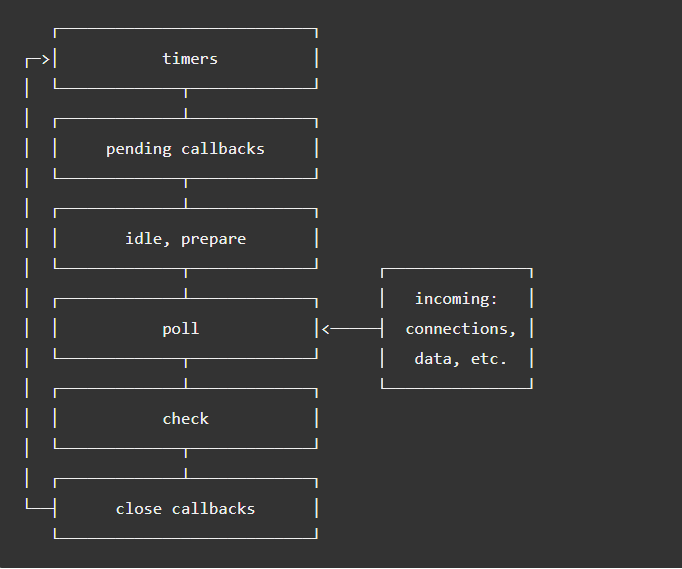 timers
pending callbacks
idle, prepare
poll
incoming:
connections,
data, etc.
check
close callbacks